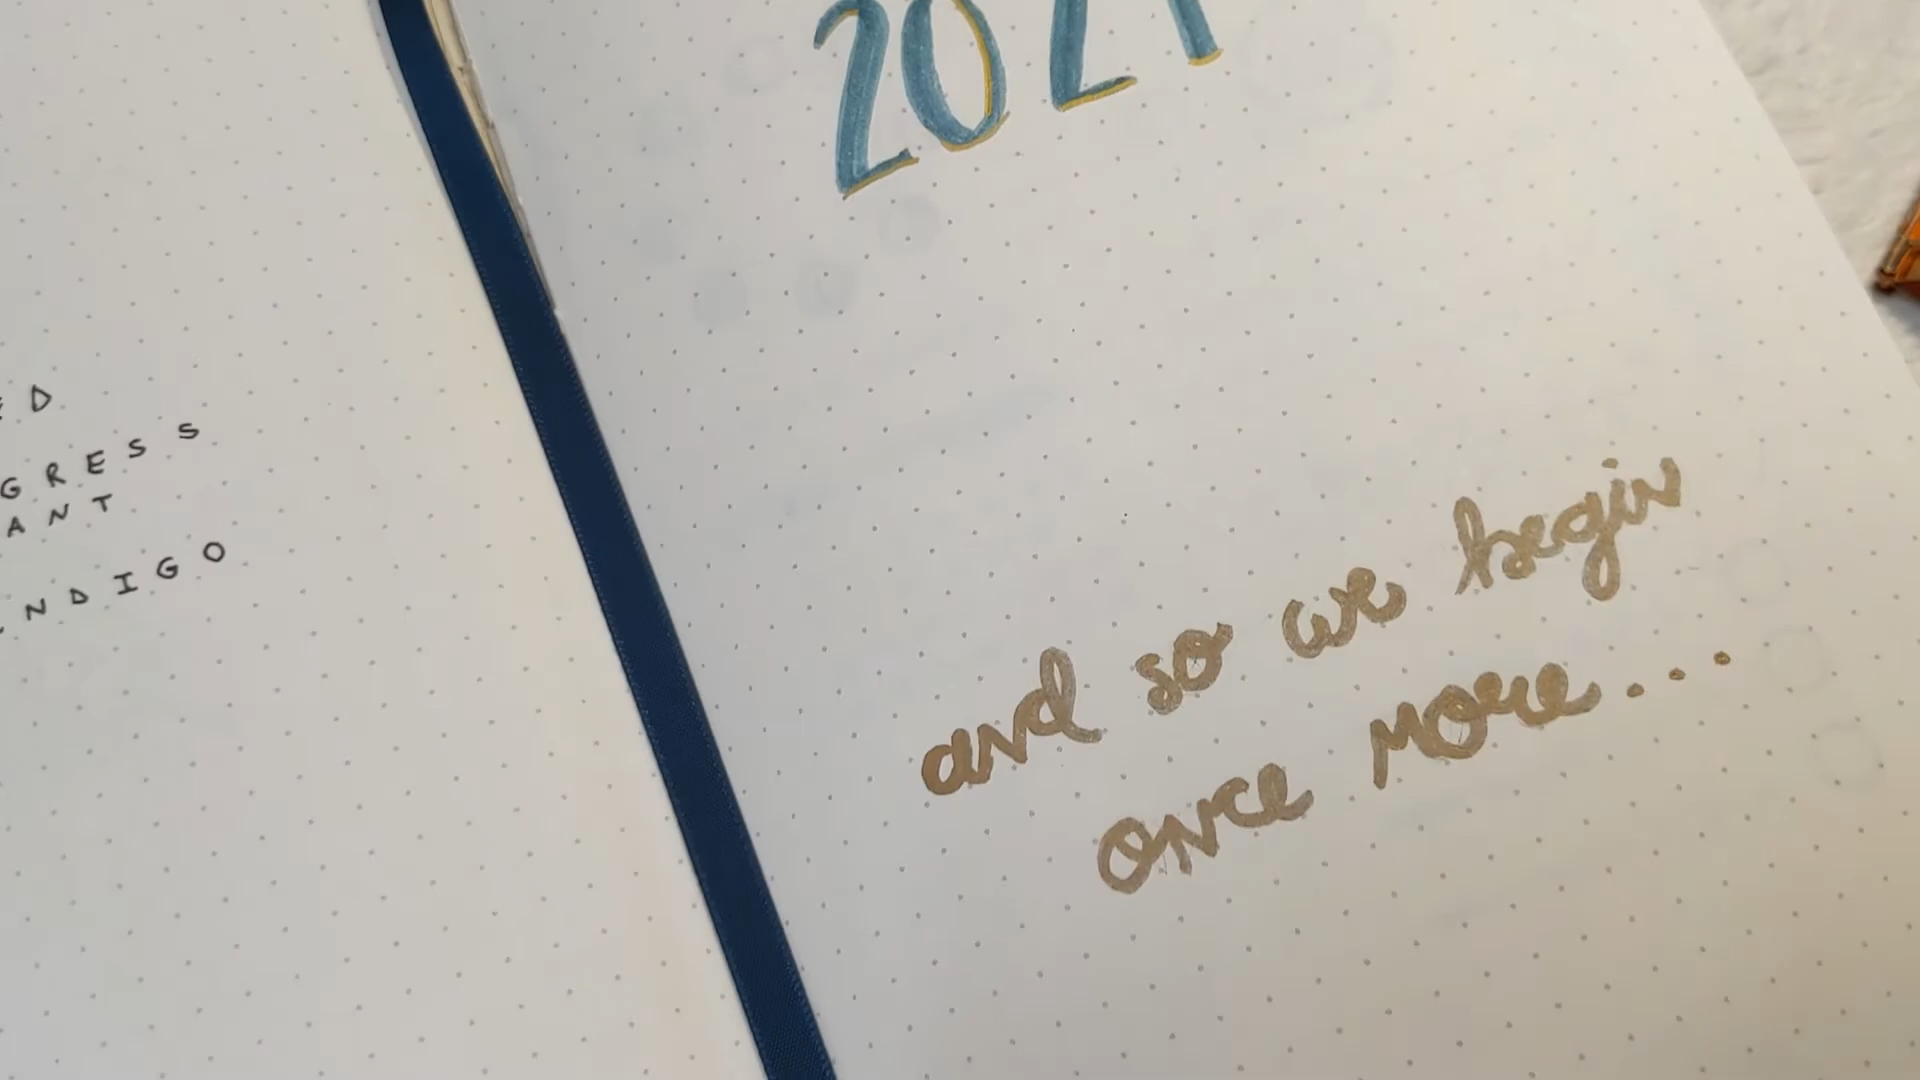 GRESS
ANT
NDIGO
2021
and so we begin
once more...